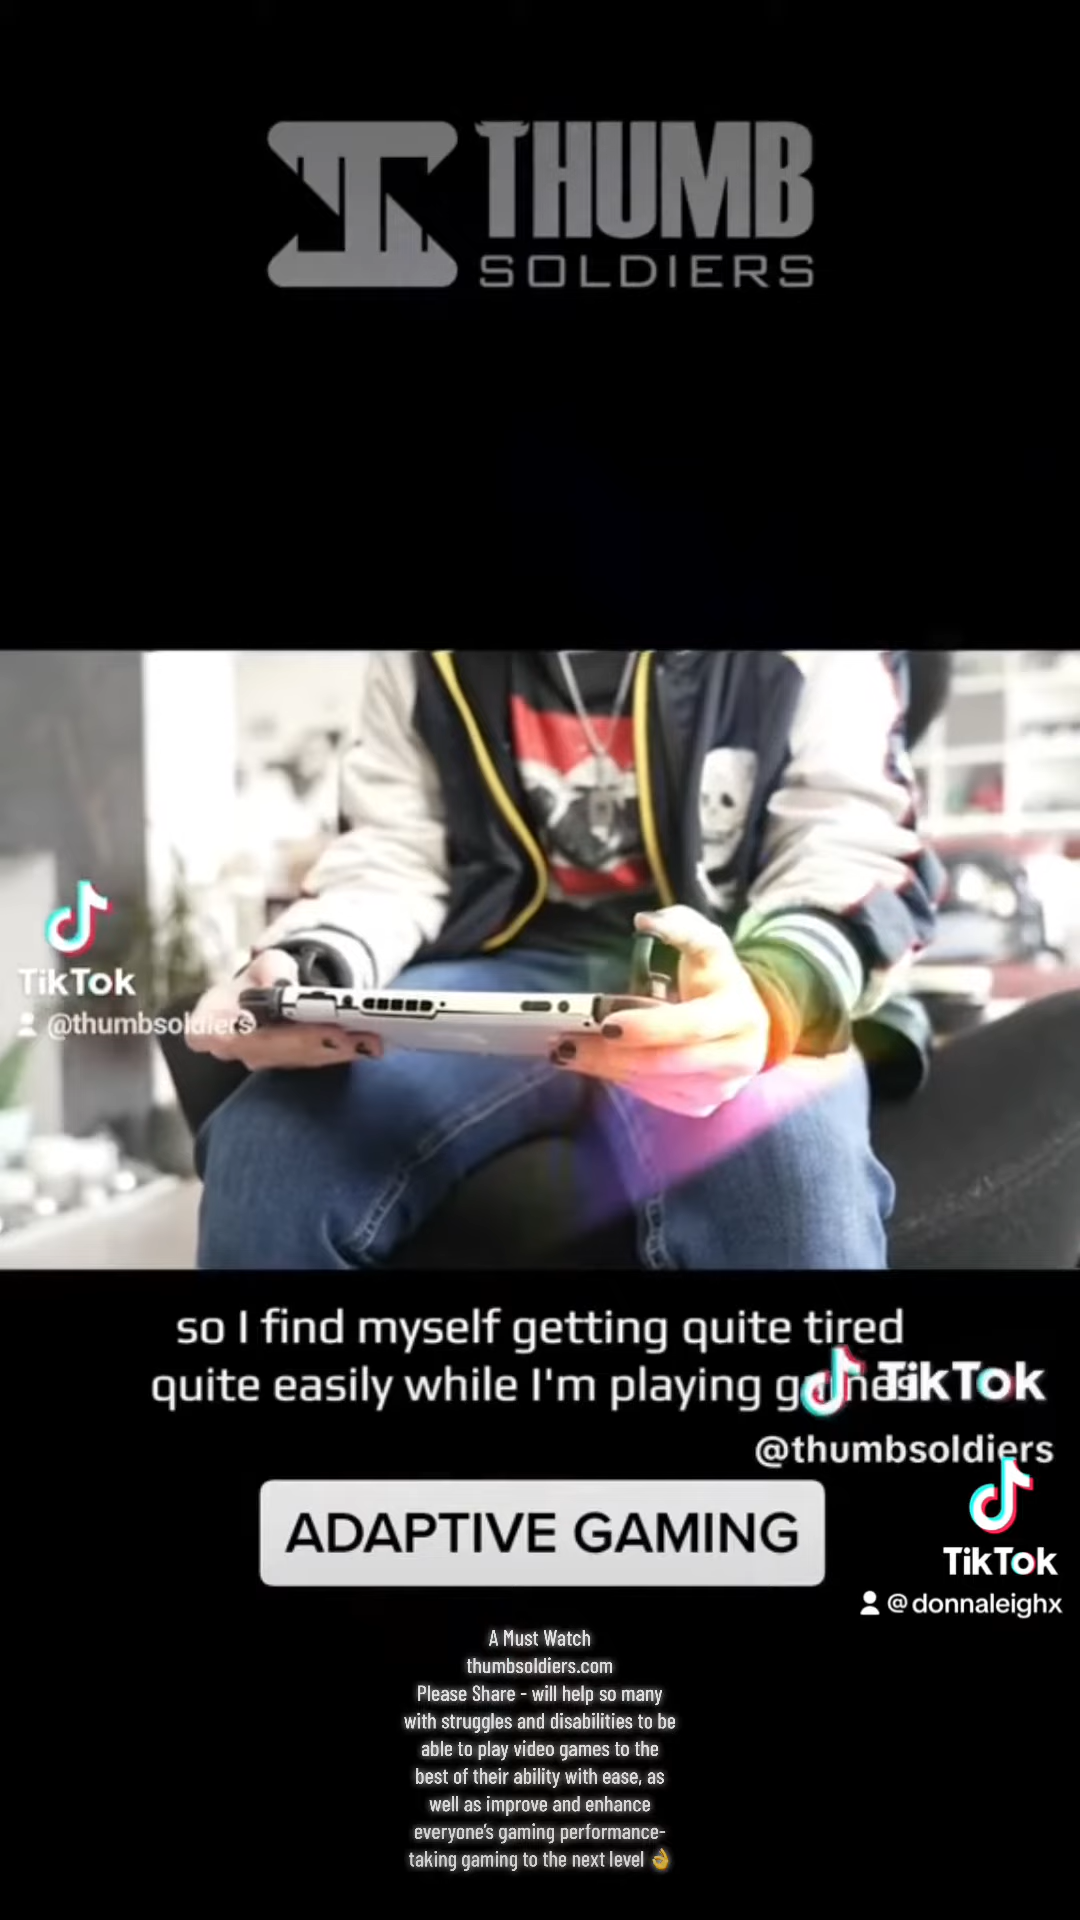 THUMB
SOLDIERS
TikTok
@thumbsoldiers
so I find myself getting quite tired
quite easily while I'm playing games
TikTok
@thumbsoldiers
ADAPTIVE GAMING
TikTok
@donnaleighx
A Must Watch
thumbsoldiers.com
Please Share - will help so many
with struggles and disabilities to be
able to play video games to the
best of their ability with ease, as
well as improve and enhance
everyone's gaming performance-
taking gaming to the next level 👌